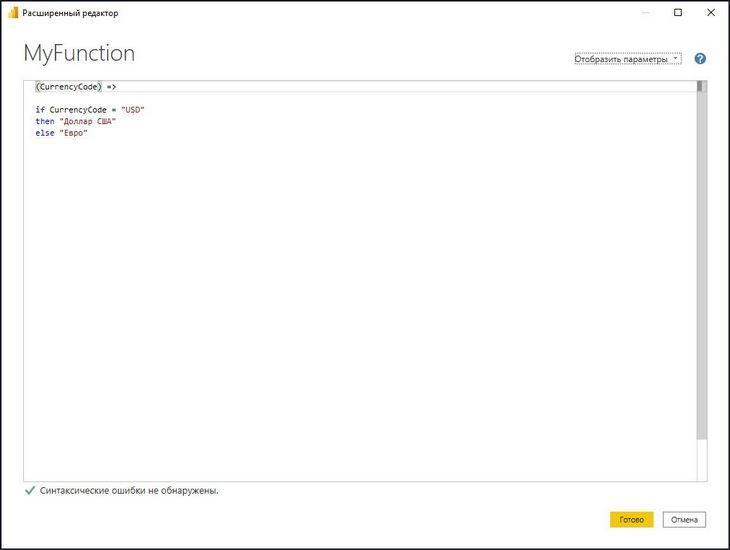 Расширенный редактор
MyFunction
Отобразить параметры
?
(CurrencyCode) =>
if CurrencyCode = "USD"
then "Доллар США"
else "Евро"
Синтаксические ошибки не обнаружены.
Готово
Отмена